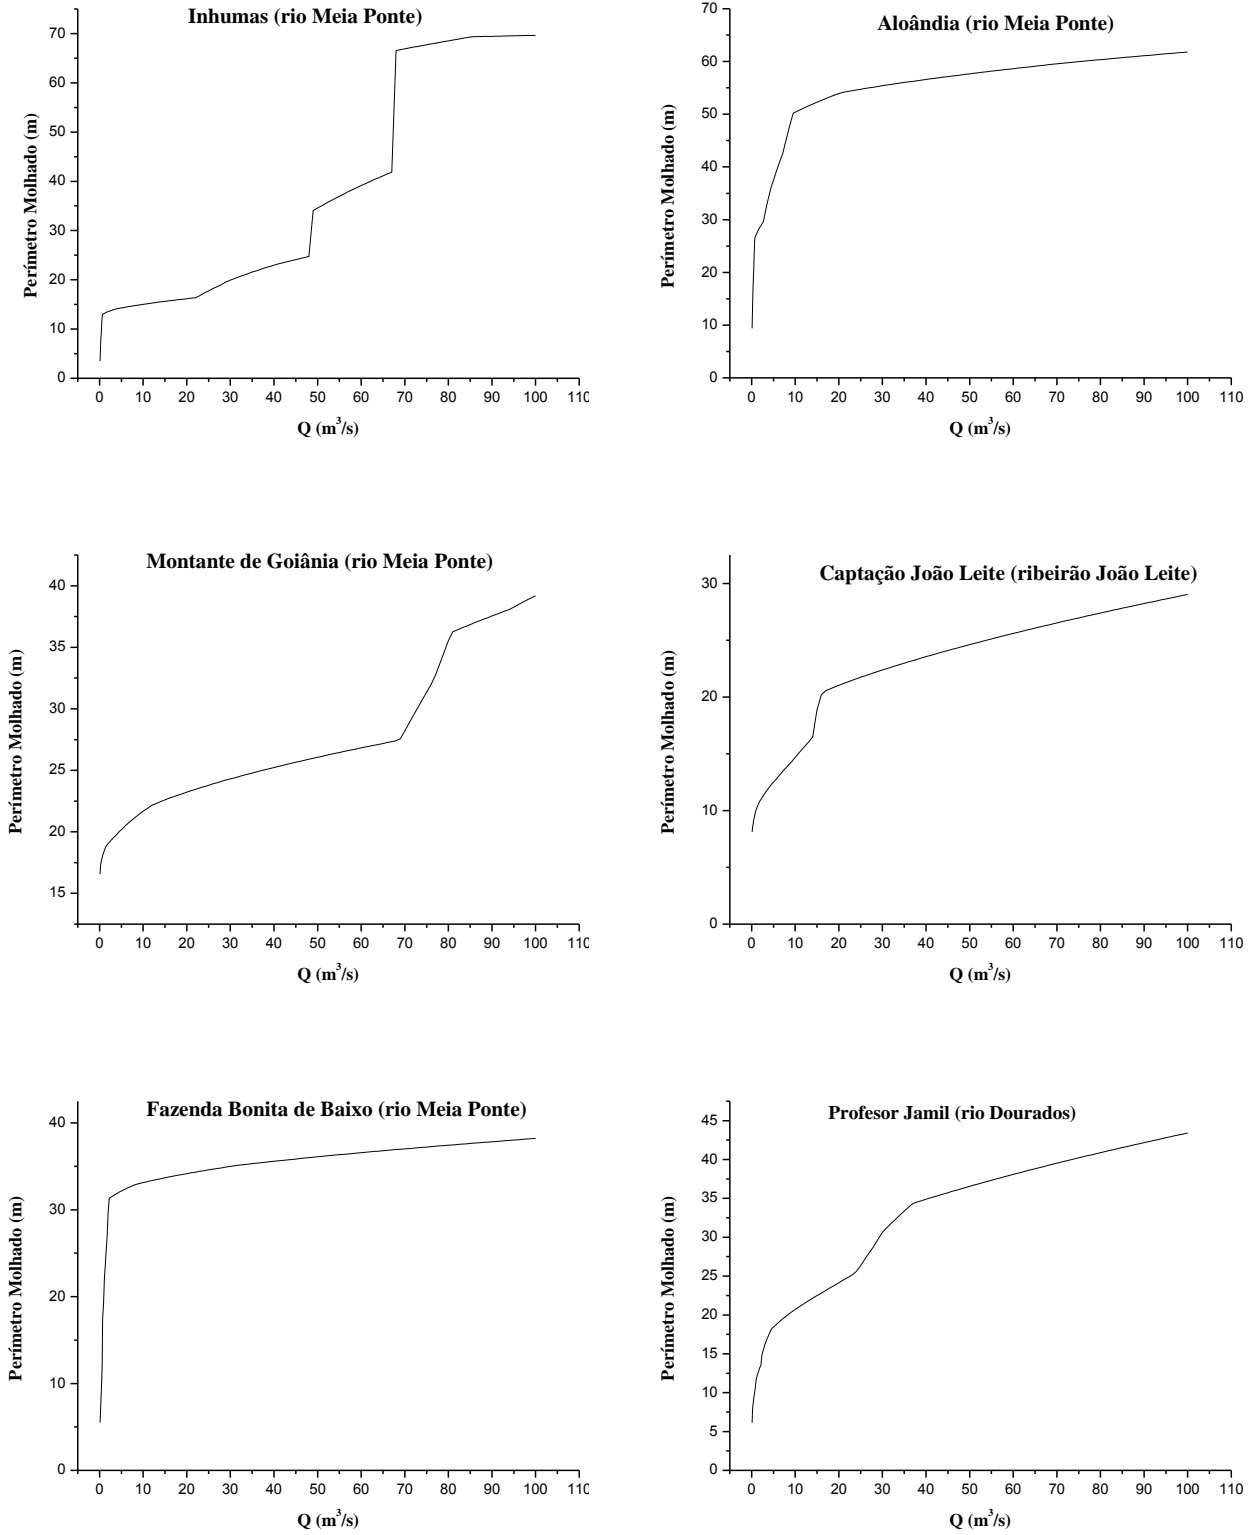 Inhumas (rio Meia Ponte)
Perímetro Molhado (m)
70
60
50
40
30
20
10
0
0 10 20 30 40 50 60 70 80 90 100 110
Q (m³/s)
Aloândia (rio Meia Ponte)
Perímetro Molhado (m)
70
60
50
40
30
20
10
0
0 10 20 30 40 50 60 70 80 90 100 110
Q (m³/s)
Montante de Goiânia (rio Meia Ponte)
Perímetro Molhado (m)
40
35
30
25
20
15
0 10 20 30 40 50 60 70 80 90 100 110
Q (m³/s)
Captação João Leite (ribeirão João Leite)
Perímetro Molhado (m)
30
20
10
0
0 10 20 30 40 50 60 70 80 90 100 110
Q (m³/s)
Fazenda Bonita de Baixo (rio Meia Ponte)
Perímetro Molhado (m)
40
30
20
10
0
0 10 20 30 40 50 60 70 80 90 100 110
Q (m³/s)
Profesor Jamil (rio Dourados)
Perímetro Molhado (m)
45
40
35
30
25
20
15
10
5
0
0 10 20 30 40 50 60 70 80 90 100 110
Q (m³/s)